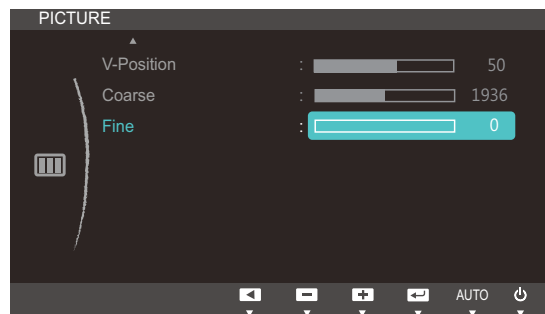 PICTURE
V-Position : 50
Coarse : 1936
Fine : 0
AUTO